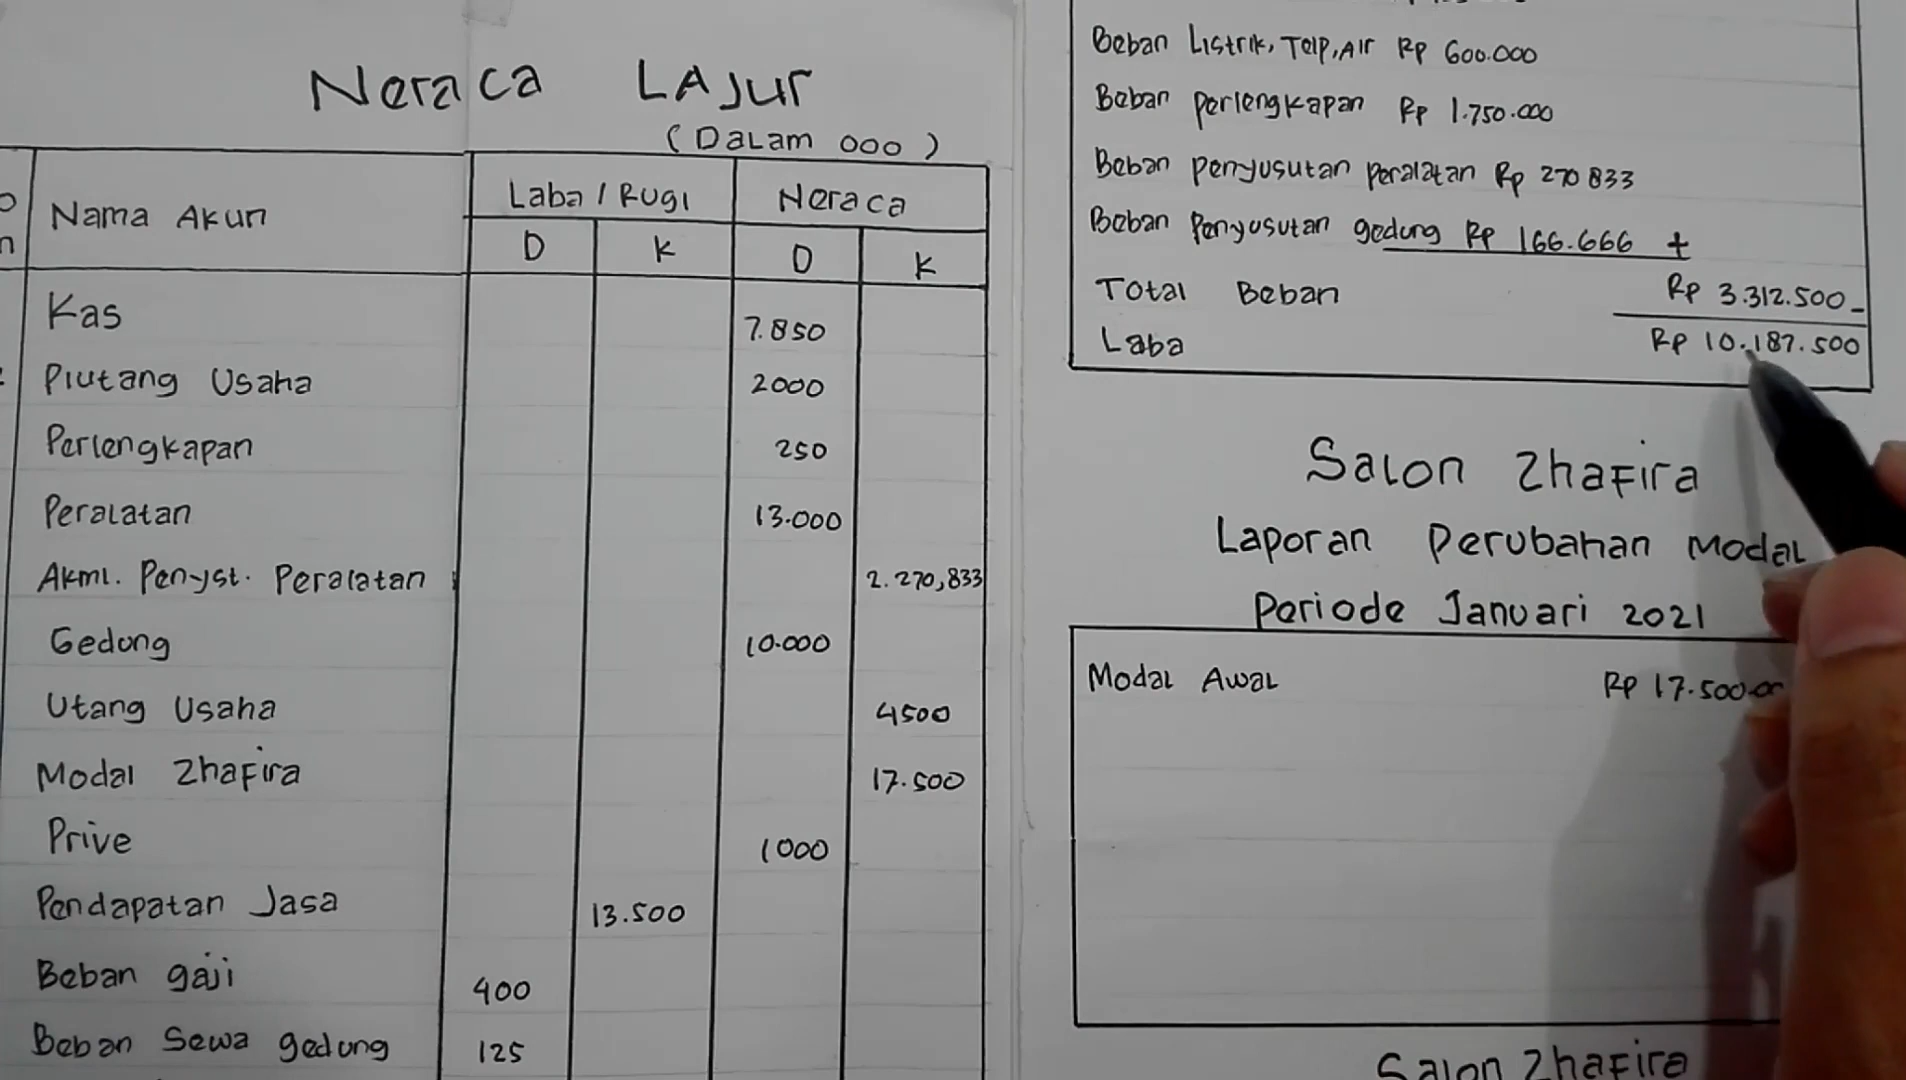 Neraca LAJUr
(DaLam 000)
Nama Akun
Laba / Rugi
Neraca
D K D K
Kas 7.850
Piutang Usaha 2000
Perlengkapan 250
Peralatan 13.000
Akml. Penyst. Peralatan 2.270,833
Gedung 10.000
Utang Usaha 4500
Modal Zhafira 17.500
Prive 1000
Pendapatan Jasa 13.500
Beban gaji 400
Beban Sewa gedung 125
Beban Listrik, Telp, Air Rp 600.000
Beban perlengkapan Rp 1.750.000
Beban penyusutan peralatan Rp 270 833
Beban Penyusutan gedung Rp 166.666 +
Total Beban Rp 3.312.500 -
Laba Rp 10.187.500
Salon Zhafira
Laporan Perubahan Modal
Periode Januari 2021
Modal Awal Rp 17.500.00
Salon Zhafira